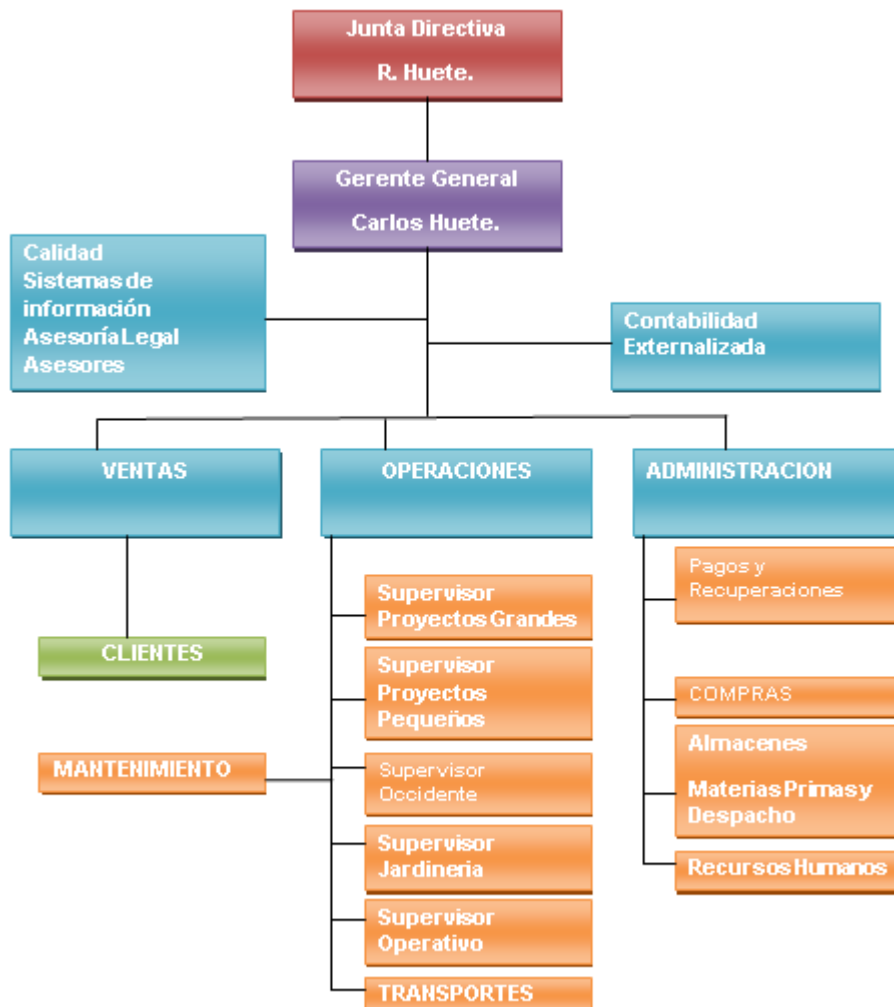 Junta Directiva
R. Huete.
Gerente General
Carlos Huete.
Calidad
Sistemas de
información
Asesoría Legal
Asesores
Contabilidad
Externalizada
VENTAS
OPERACIONES
ADMINISTRACION
CLIENTES
MANTENIMIENTO
Supervisor
Proyectos Grandes
Supervisor
Proyectos
Pequeños
Supervisor
Occidente
Supervisor
Jardineria
Supervisor
Operativo
TRANSPORTES
Pagos y
Recuperaciones
COMPRAS
Almacenes
Materias Primas y
Despacho
Recursos Humanos